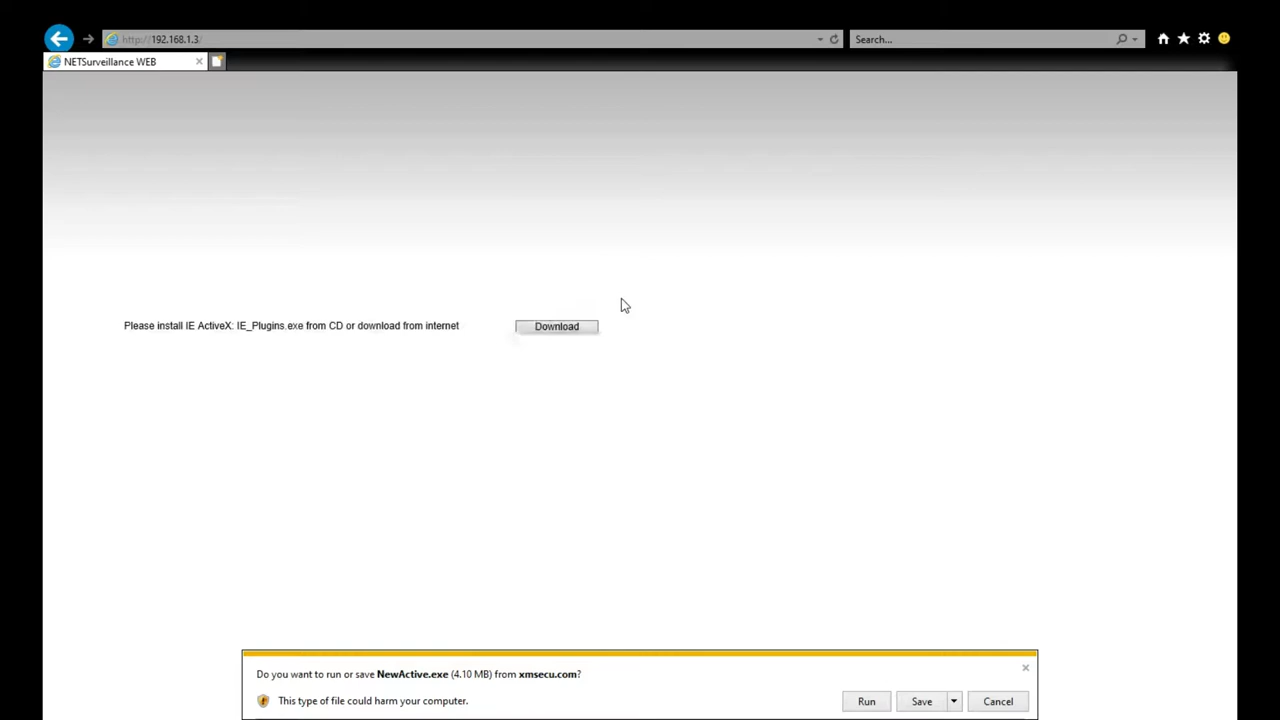 http://192.168.1.3/
Search...
NETSurveillance WEB
Please install IE ActiveX: IE_Plugins.exe from CD or download from internet
Download
Do you want to run or save NewActive.exe (4.10 MB) from xmsecu.com?
This type of file could harm your computer.
Run
Save
Cancel